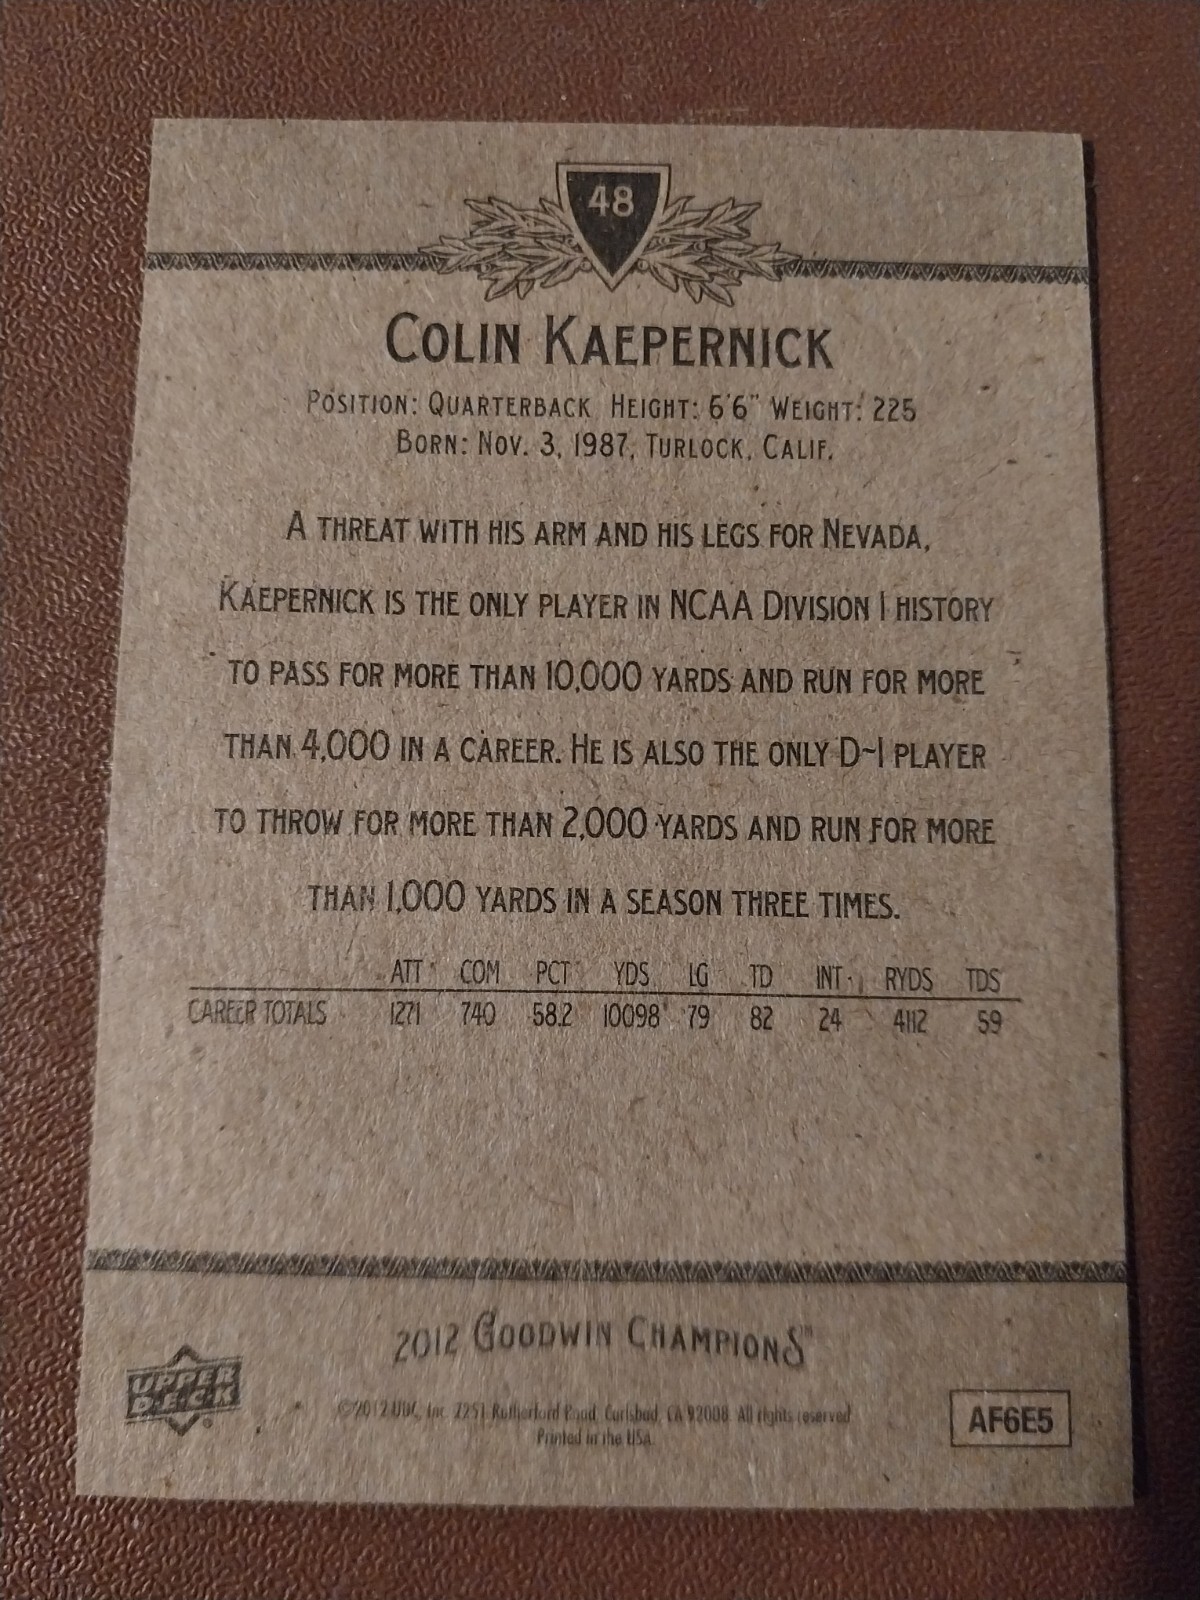 48
COLIN KAEPERNICK
POSITION: QUARTERBACK HEIGHT: 6'6" WEIGHT: 225
BORN: NOV. 3, 1987, TURLOCK, CALIF.
A THREAT WITH HIS ARM AND HIS LEGS FOR NEVADA,
KAEPERNICK IS THE ONLY PLAYER IN NCAA DIVISION I HISTORY
TO PASS FOR MORE THAN 10,000 YARDS AND RUN FOR MORE
THAN 4,000 IN A CAREER. HE IS ALSO THE ONLY D~I PLAYER
TO THROW FOR MORE THAN 2,000 YARDS AND RUN FOR MORE
THAN 1,000 YARDS IN A SEASON THREE TIMES.
ATT COM PCT YDS LG TD INT RYDS TDS
CAREER TOTALS 1271 740 58.2 10098 79 82 24 4112 59
2012 GOODWIN CHAMPIONS™
UPPER DECK®
©2012 UDC, Inc. 2251 Rutherford Road, Carlsbad, CA 92008. All rights reserved.
Printed in the USA.
AF6E5